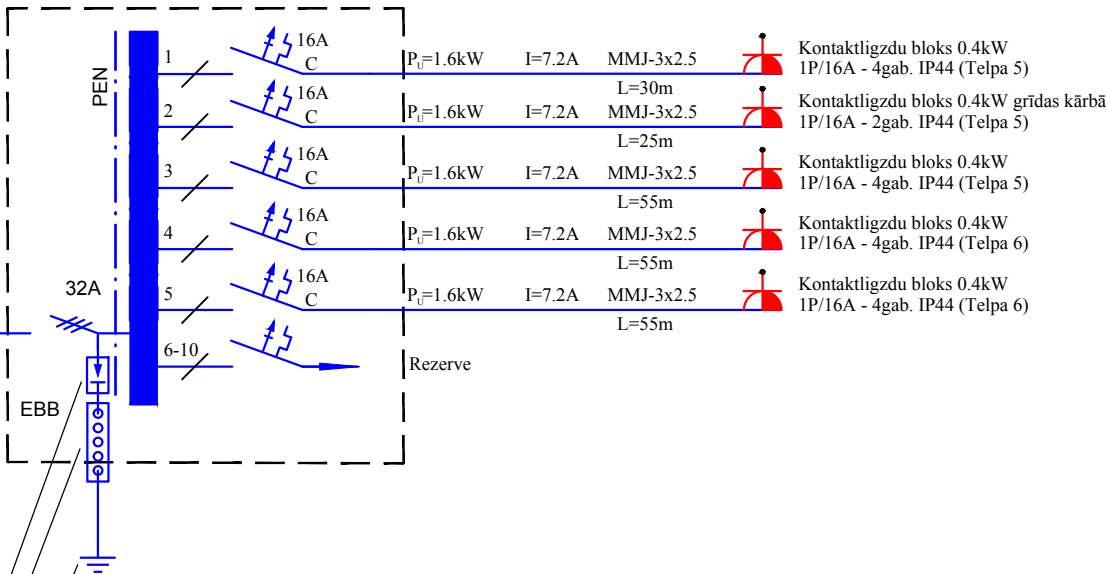 PEN
1
16A
C
PU=1.6kW I=7.2A MMJ-3x2.5
L=30m
Kontaktligzdu bloks 0.4kW
1P/16A - 4gab. IP44 (Telpa 5)
2
16A
C
PU=1.6kW I=7.2A MMJ-3x2.5
L=25m
Kontaktligzdu bloks 0.4kW grīdas kārbā
1P/16A - 2gab. IP44 (Telpa 5)
3
16A
C
PU=1.6kW I=7.2A MMJ-3x2.5
L=55m
Kontaktligzdu bloks 0.4kW
1P/16A - 4gab. IP44 (Telpa 5)
4
16A
C
PU=1.6kW I=7.2A MMJ-3x2.5
L=55m
Kontaktligzdu bloks 0.4kW
1P/16A - 4gab. IP44 (Telpa 6)
32A
5
16A
C
PU=1.6kW I=7.2A MMJ-3x2.5
L=55m
Kontaktligzdu bloks 0.4kW
1P/16A - 4gab. IP44 (Telpa 6)
6-10
Rezerve
EBB